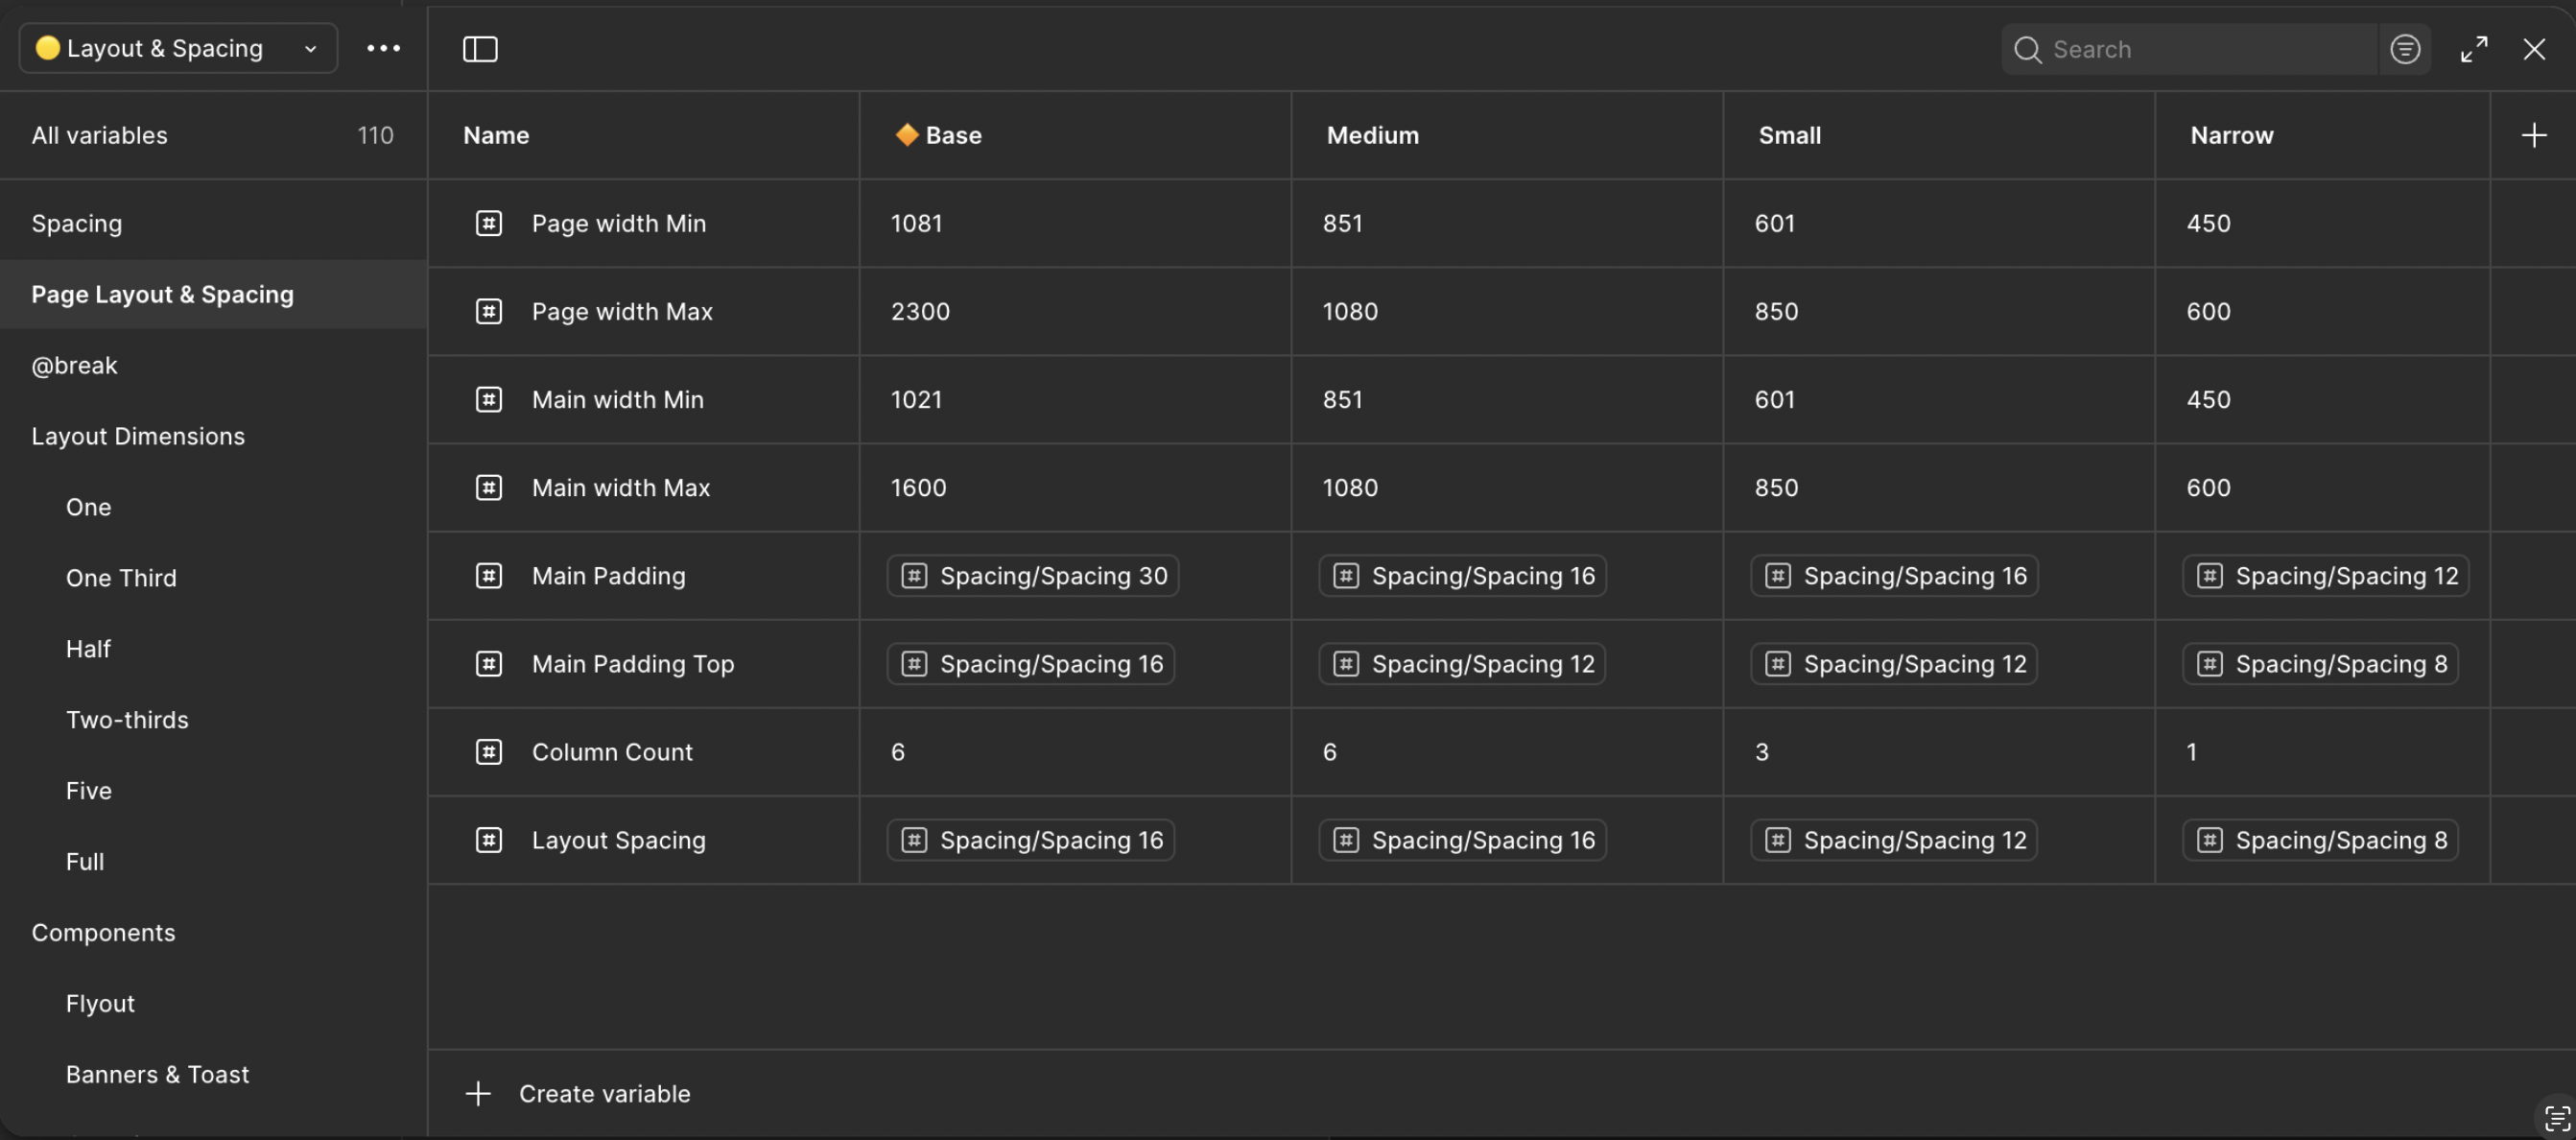 Layout & Spacing
Search
All variables 110
Name Base Medium Small Narrow
Spacing
Page Layout & Spacing
@break
Layout Dimensions
One
One Third
Half
Two-thirds
Five
Full
Components
Flyout
Banners & Toast
Page width Min 1081 851 601 450
Page width Max 2300 1080 850 600
Main width Min 1021 851 601 450
Main width Max 1600 1080 850 600
Main Padding Spacing/Spacing 30 Spacing/Spacing 16 Spacing/Spacing 16 Spacing/Spacing 12
Main Padding Top Spacing/Spacing 16 Spacing/Spacing 12 Spacing/Spacing 12 Spacing/Spacing 8
Column Count 6 6 3 1
Layout Spacing Spacing/Spacing 16 Spacing/Spacing 16 Spacing/Spacing 12 Spacing/Spacing 8
Create variable